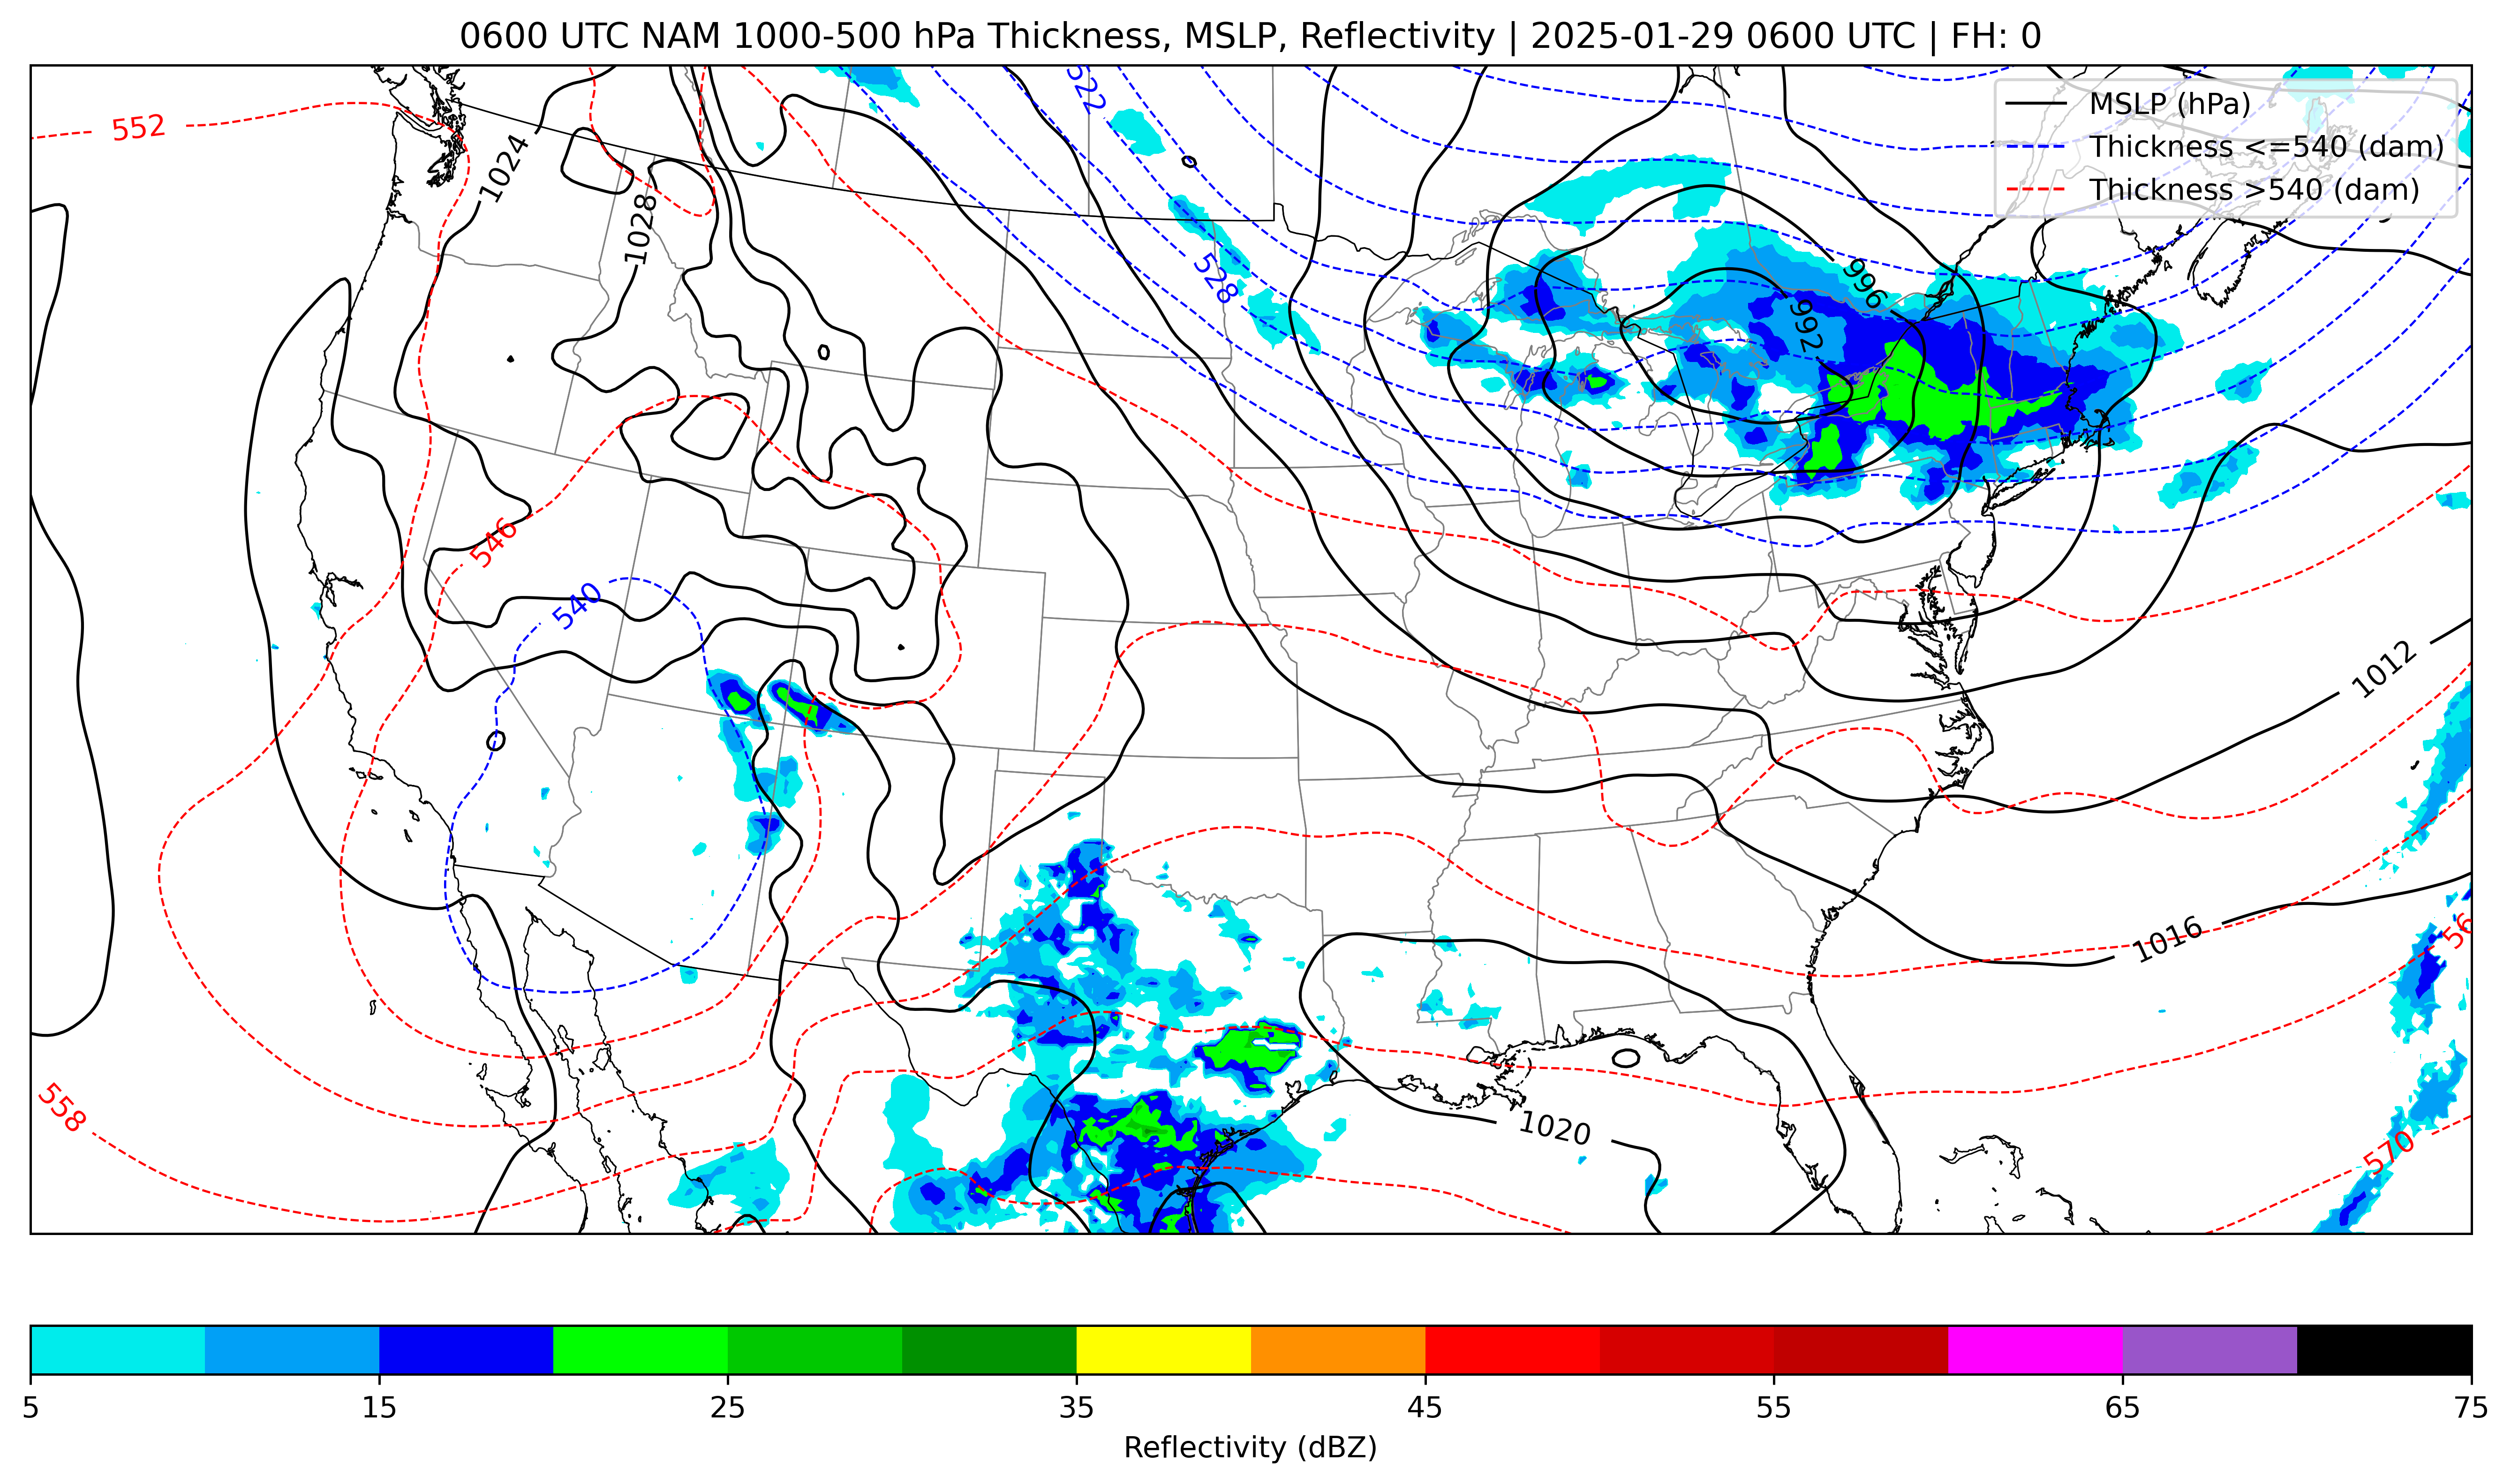 0600 UTC NAM 1000-500 hPa Thickness, MSLP, Reflectivity | 2025-01-29 0600 UTC | FH: 0
MSLP (hPa)
Thickness <=540 (dam)
Thickness >540 (dam)
522
552
1024
1028
528
996
992
546
540
1012
1016
56
558
1020
570
5 15 25 35 45 55 65 75
Reflectivity (dBZ)